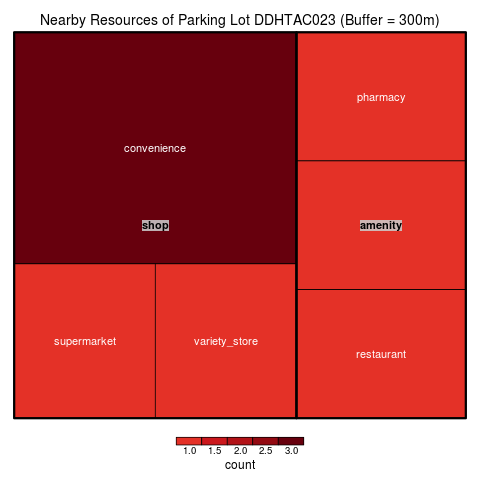 Nearby Resources of Parking Lot DDHTAC023 (Buffer = 300m)
pharmacy
convenience
shop
amenity
supermarket
variety_store
restaurant
1.0 1.5 2.0 2.5 3.0
count